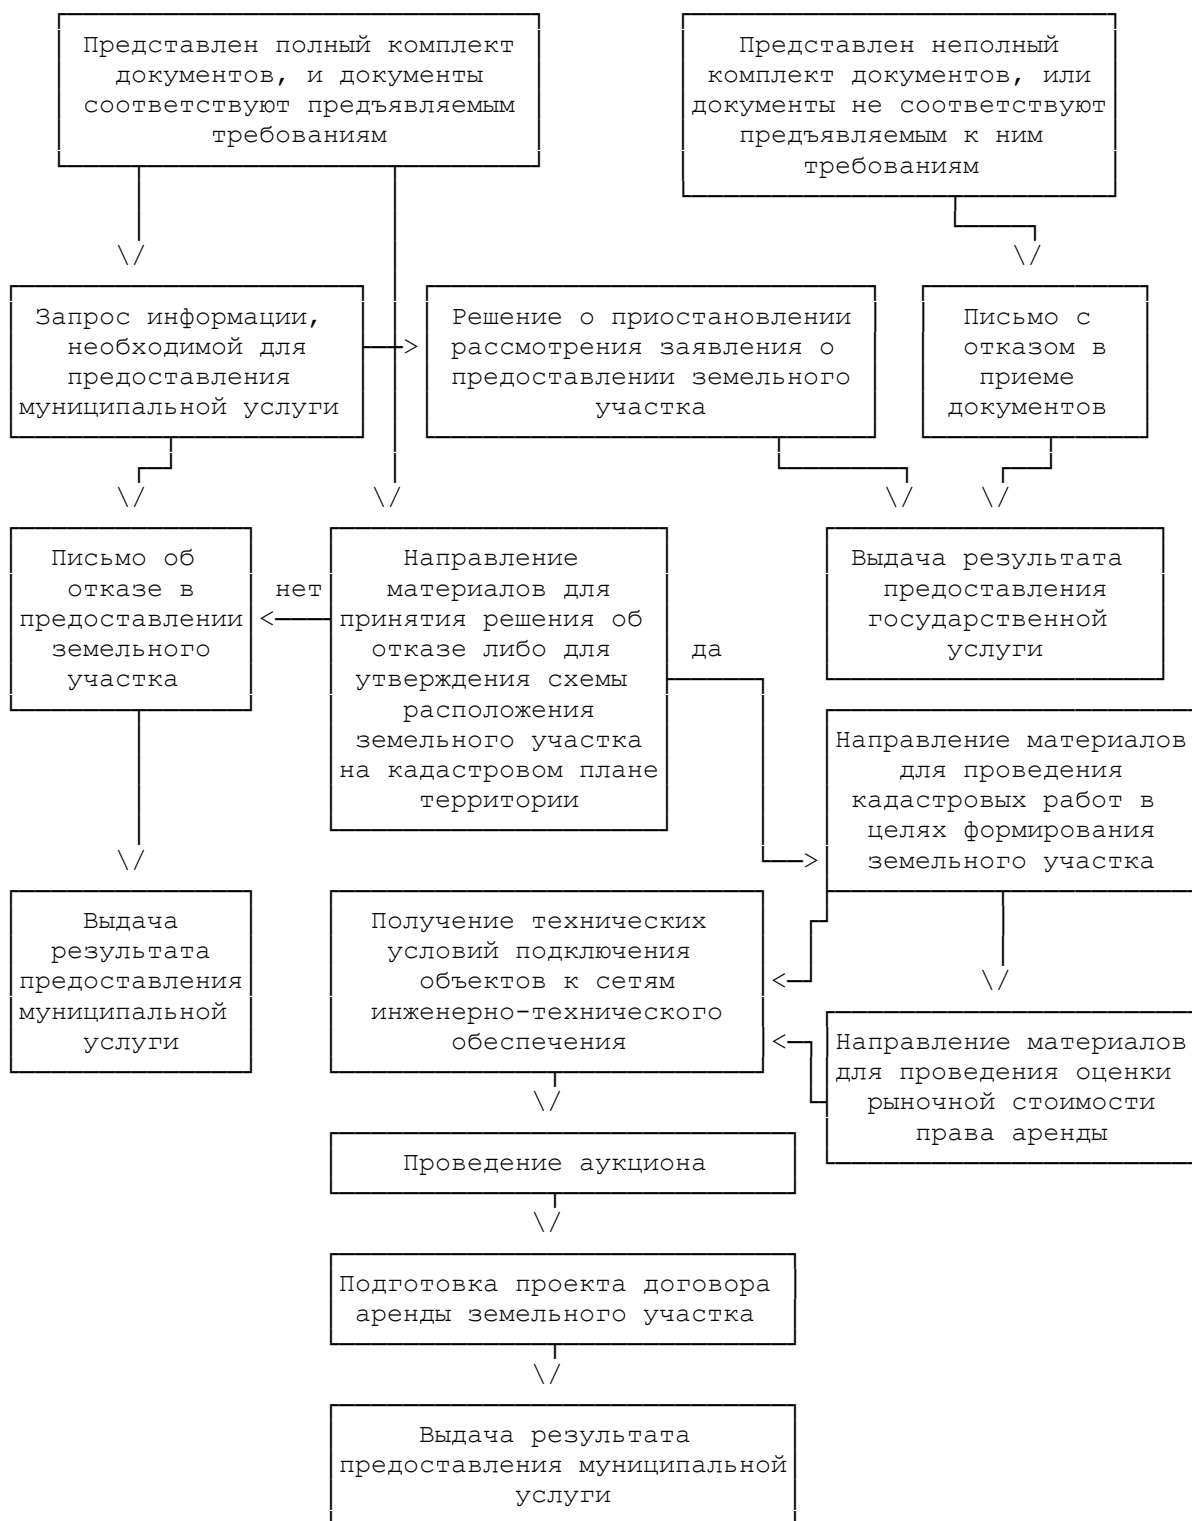 Представлен полный комплект
документов, и документы
соответствуют предъявляемым
требованиям
Представлен неполный
комплект документов, или
документы не соответствуют
предъявляемым к ним
требованиям
Запрос информации,
необходимой для
предоставления
муниципальной услуги
Решение о приостановлении
рассмотрения заявления о
предоставлении земельного
участка
Письмо с
отказом в
приеме
документов
Письмо об
отказе в
предоставлении
земельного
участка
нет
Направление
материалов для
принятия решения об
отказе либо для
утверждения схемы
расположения
земельного участка
на кадастровом плане
территории
да
Выдача результата
предоставления
государственной
услуги
Направление материалов
для проведения
кадастровых работ в
целях формирования
земельного участка
Выдача
результата
предоставления
муниципальной
услуги
Получение технических
условий подключения
объектов к сетям
инженерно-технического
обеспечения
Направление материалов
для проведения оценки
рыночной стоимости
права аренды
Проведение аукциона
Подготовка проекта договора
аренды земельного участка
Выдача результата
предоставления муниципальной
услуги